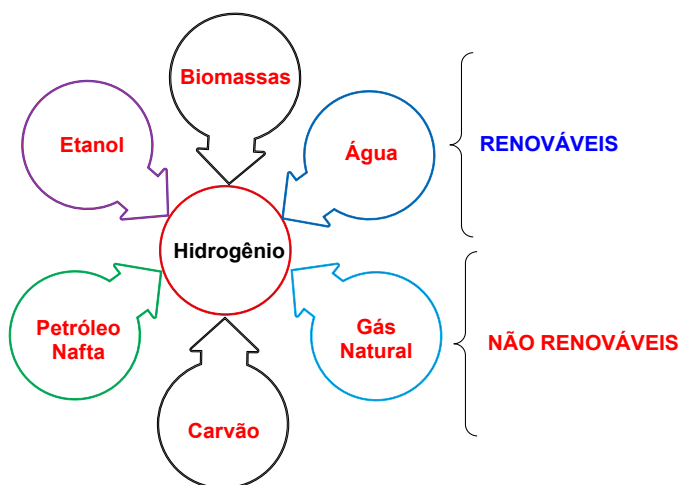 Biomassas
Etanol
Água
RENOVÁVEIS
Hidrogênio
Petróleo
Nafta
Gás
Natural
NÃO RENOVÁVEIS
Carvão